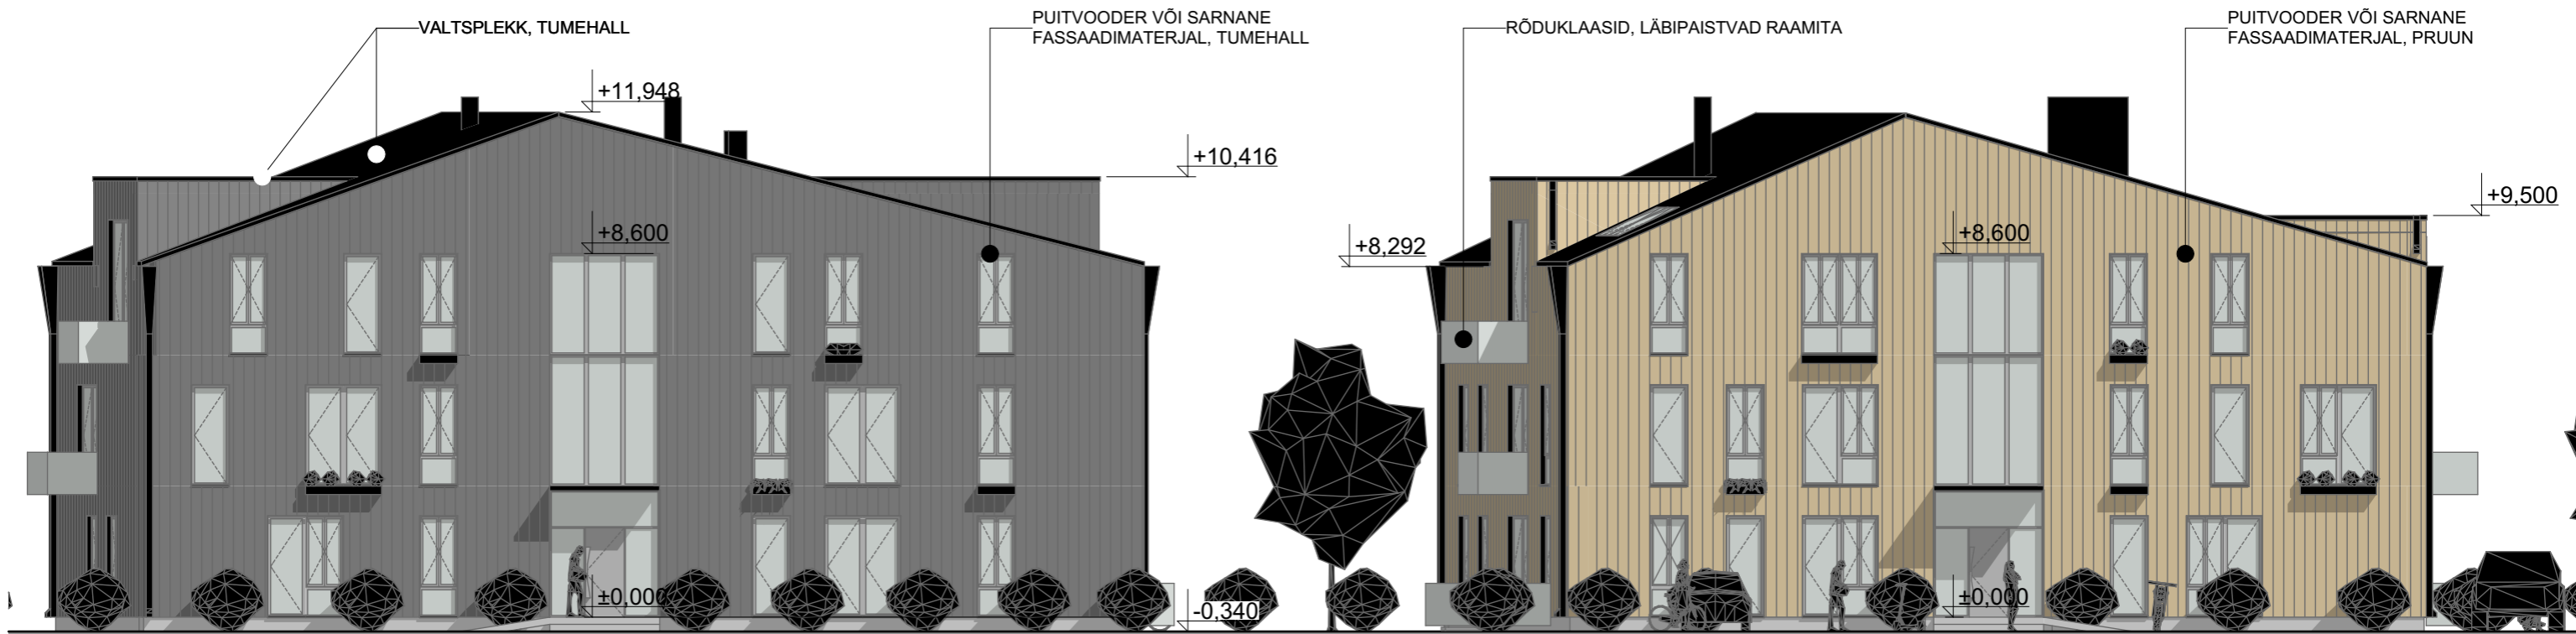 VALTSPLEKK, TUMEHALL
PUITVOODER VÕI SARNANE
FASSAADIMATERJAL, TUMEHALL
RÕDUKLAASID, LÄBIPAISTVAD RAAMITA
PUITVOODER VÕI SARNANE
FASSAADIMATERJAL, PRUUN
+11,948
+10,416
+9,500
+8,600
+8,292
+8,600
±0,000
-0,340
±0,000